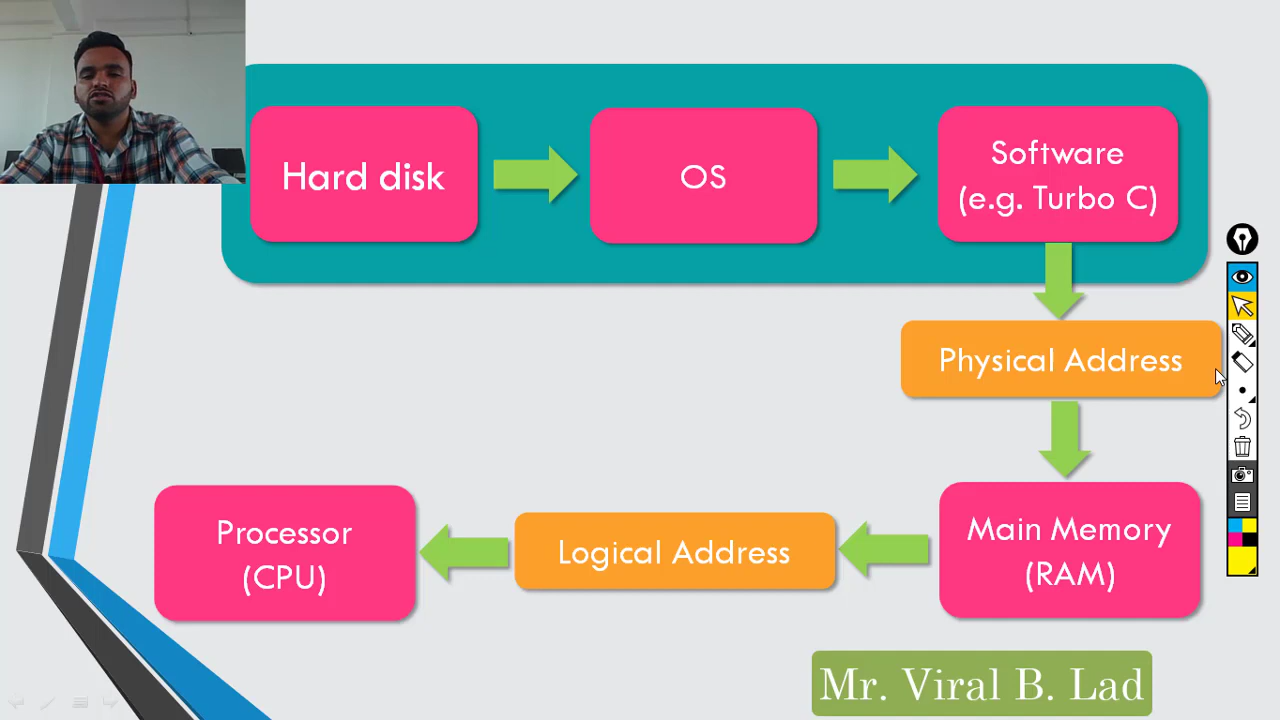 Hard disk
OS
Software
(e.g. Turbo C)
Physical Address
Main Memory
(RAM)
Logical Address
Processor
(CPU)
Mr. Viral B. Lad